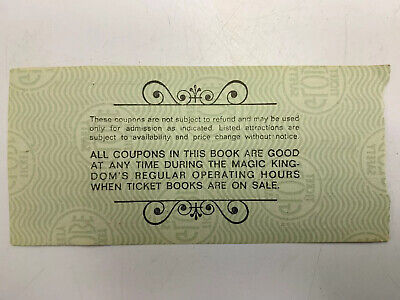 These coupons are not subject to refund and may be used
only for admission as indicated. Listed attractions are
subject to availability and price change without notice.
ALL COUPONS IN THIS BOOK ARE GOOD
AT ANY TIME DURING THE MAGIC KING-
DOM'S REGULAR OPERATING HOURS
WHEN TICKET BOOKS ARE ON SALE.